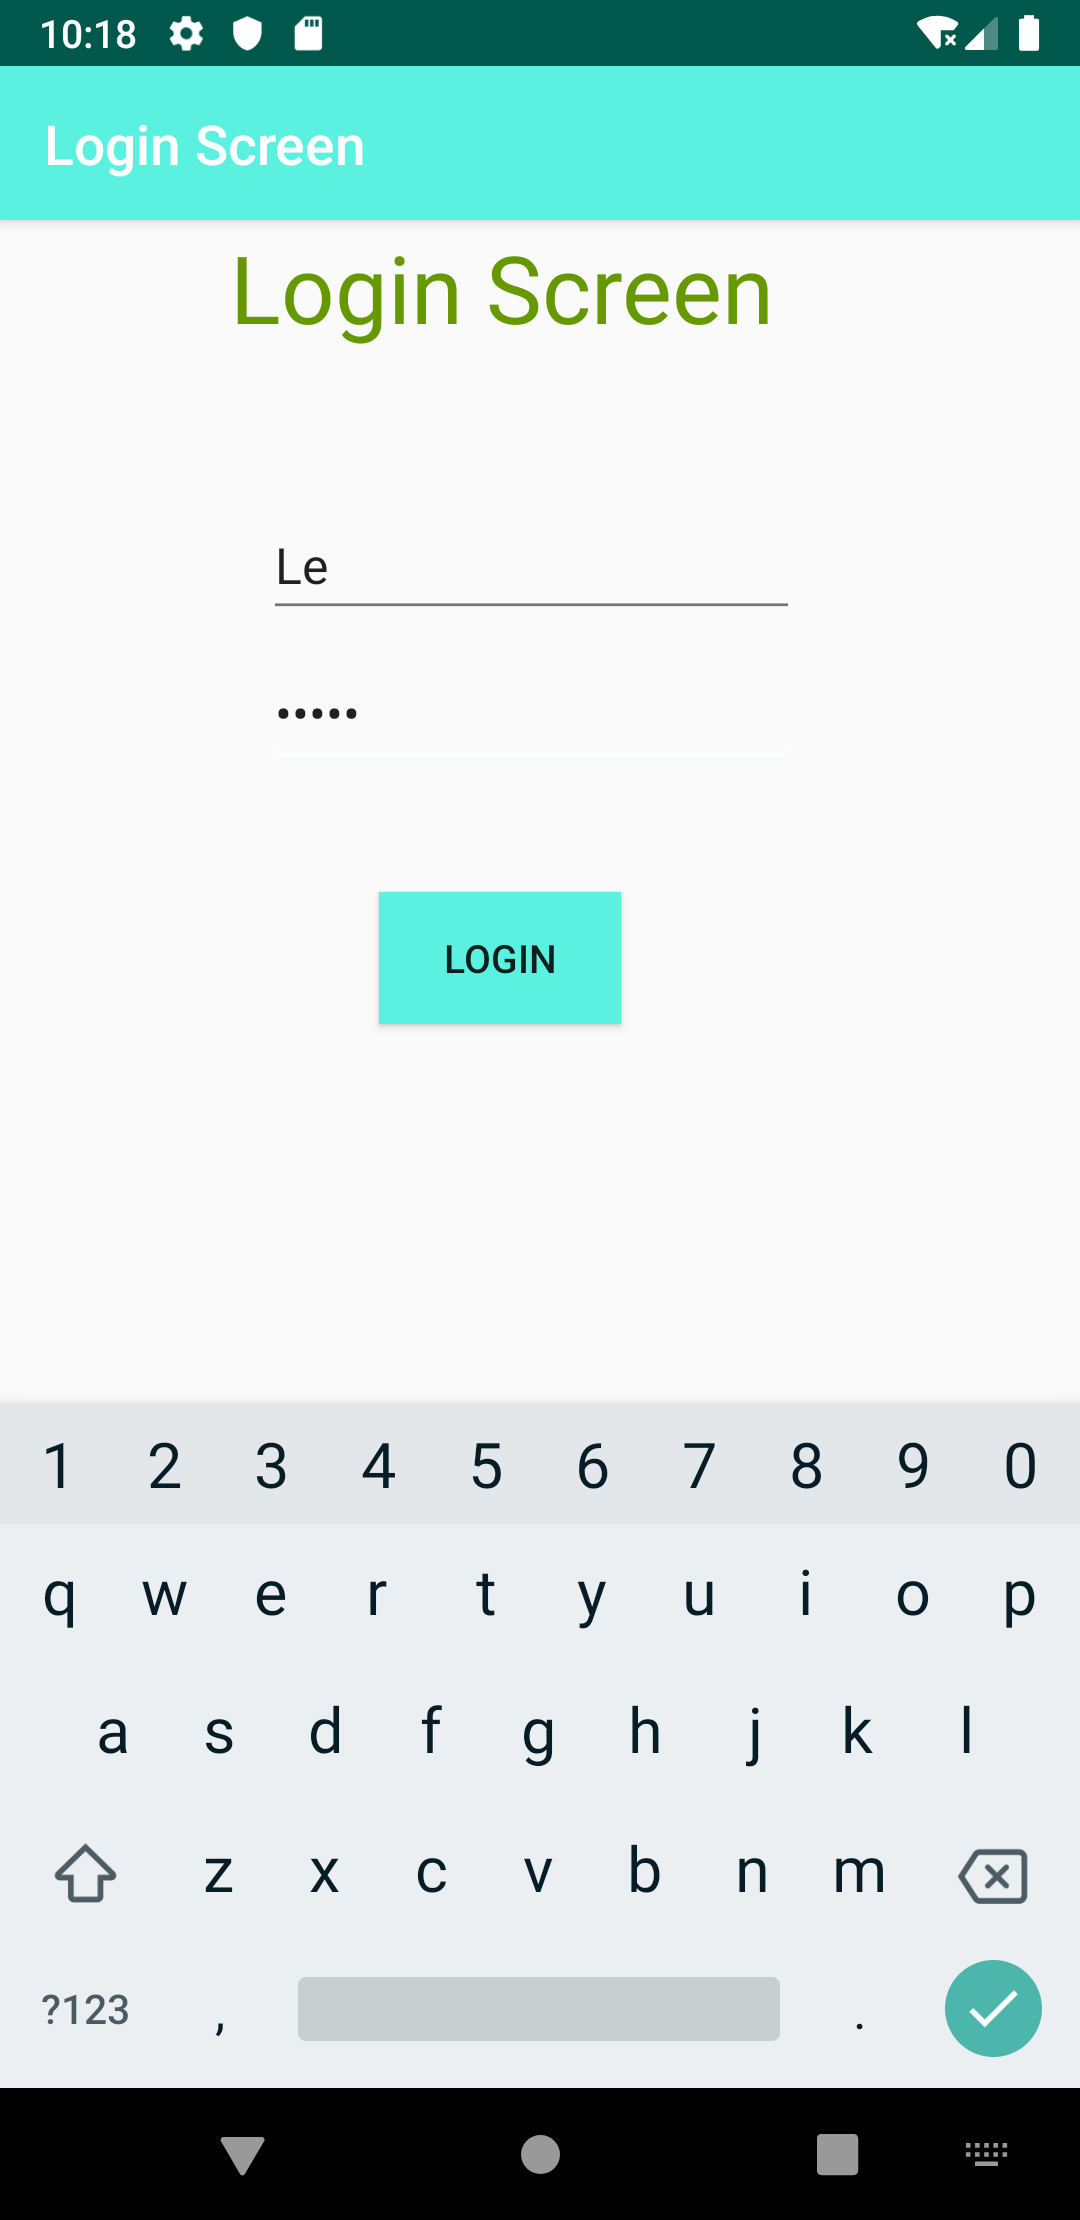 10:18
Login Screen
Login Screen
Le
•••••
LOGIN
1 2 3 4 5 6 7 8 9 0
q w e r t y u i o p
a s d f g h j k l
z x c v b n m
?123 , .